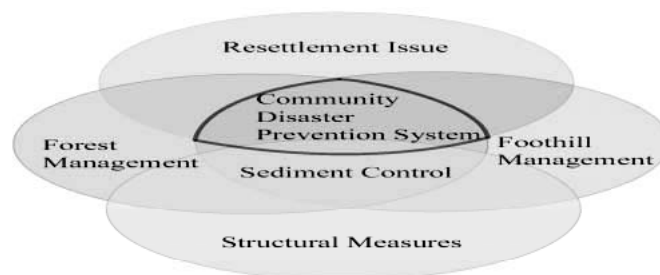 Resettlement Issue
Community
Disaster
Prevention System
Forest
Management
Foothill
Management
Sediment Control
Structural Measures